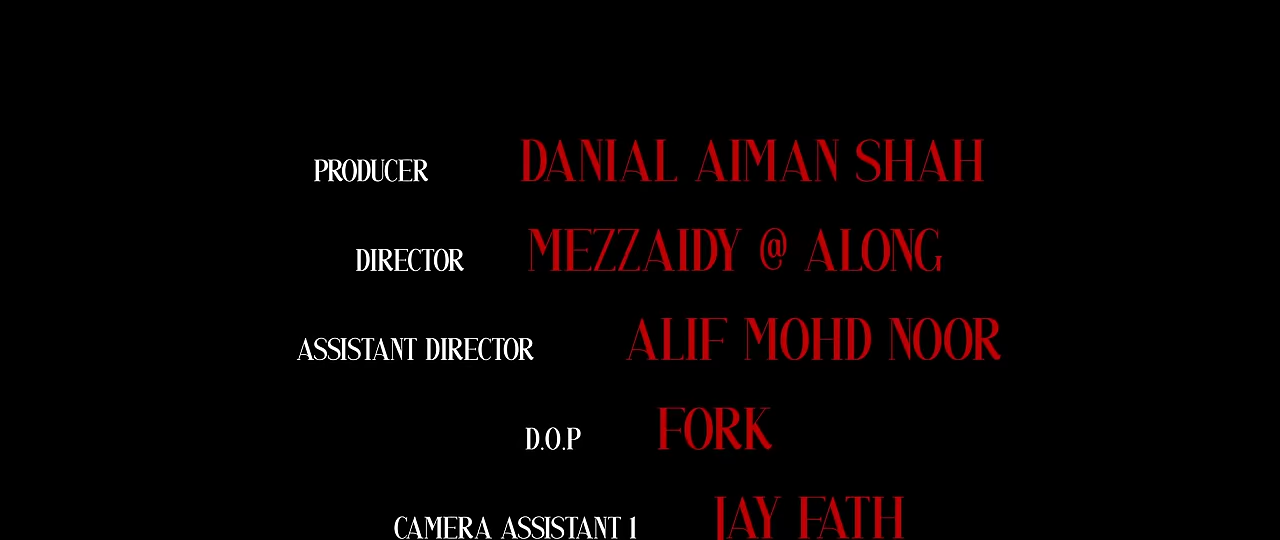 PRODUCER DANIAL AIMAN SHAH
DIRECTOR MEZZAIDY @ ALONG
ASSISTANT DIRECTOR ALIF MOHD NOOR
D.O.P FORK
CAMERA ASSISTANT 1 JAY FATH